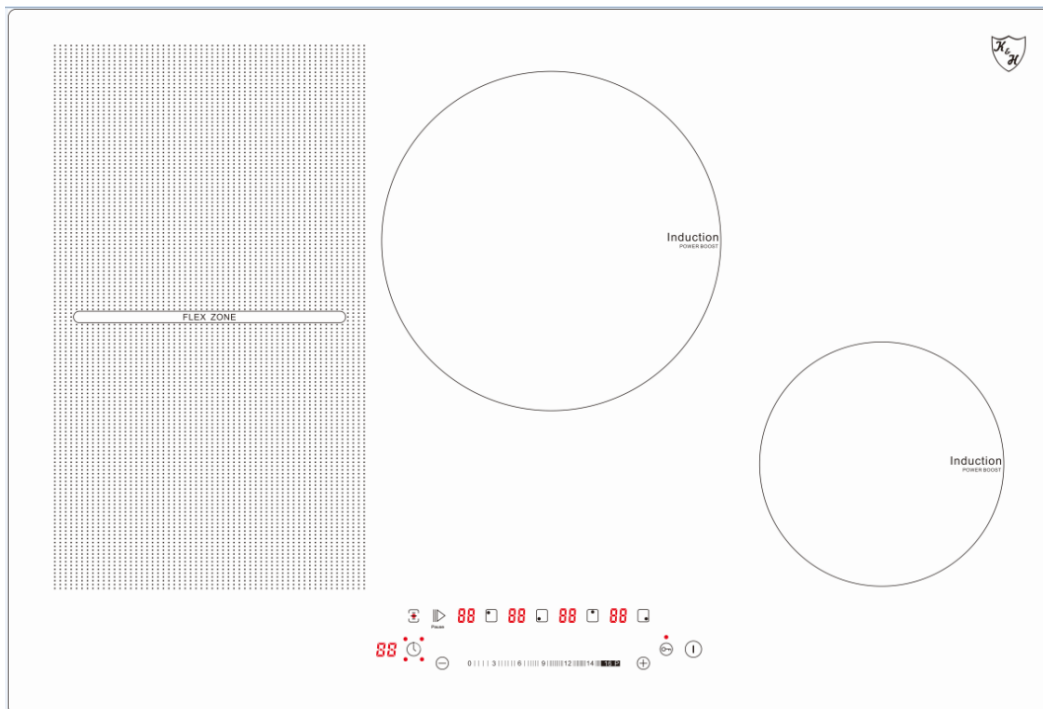 K&H
Induction
POWER BOOST
FLEX ZONE
Induction
POWER BOOST
88 88 88 88
Pause
88
0 3 6 9 12 14 16 P